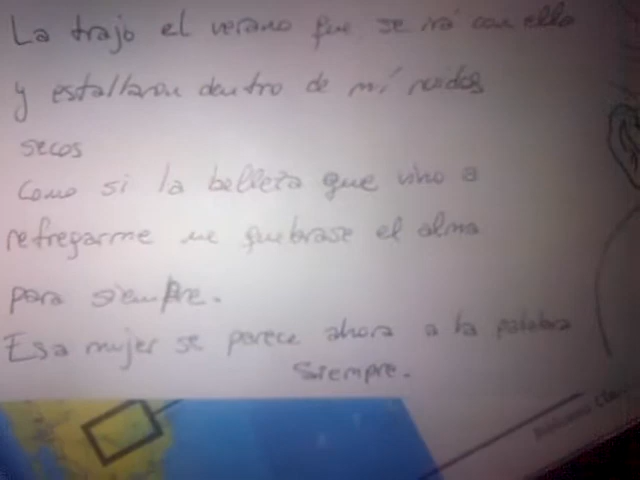 La trajo el verano que se irá con ella
y estallaron dentro de mí ruidos
secos
Como si la belleza que vino a
refregarme me quebrase el alma
para siempre.
Esa mujer se parece ahora a la palabra
Siempre.